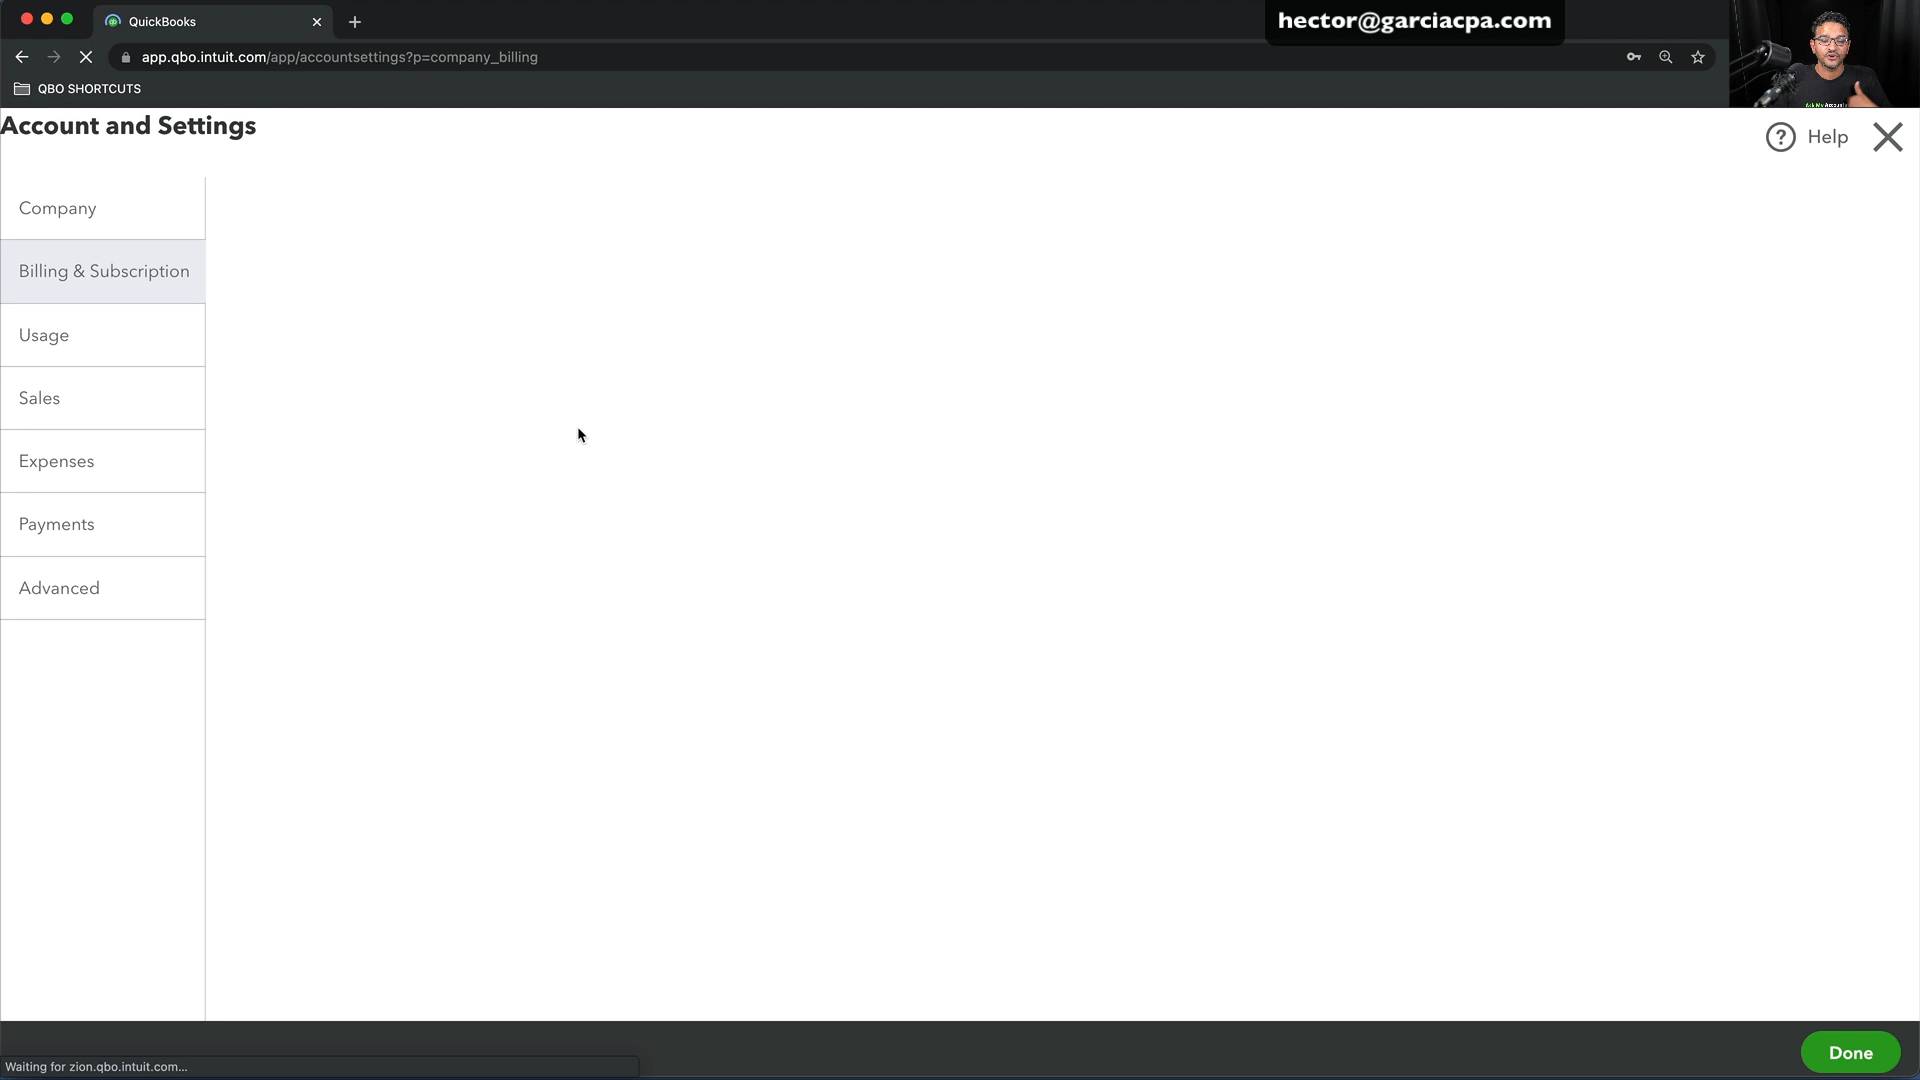 QuickBooks
hector@garciacpa.com
app.qbo.intuit.com/app/accountsettings?p=company_billing
QBO SHORTCUTS
Account and Settings
Help
Company
Billing & Subscription
Usage
Sales
Expenses
Payments
Advanced
Done
Waiting for zion.qbo.intuit.com...